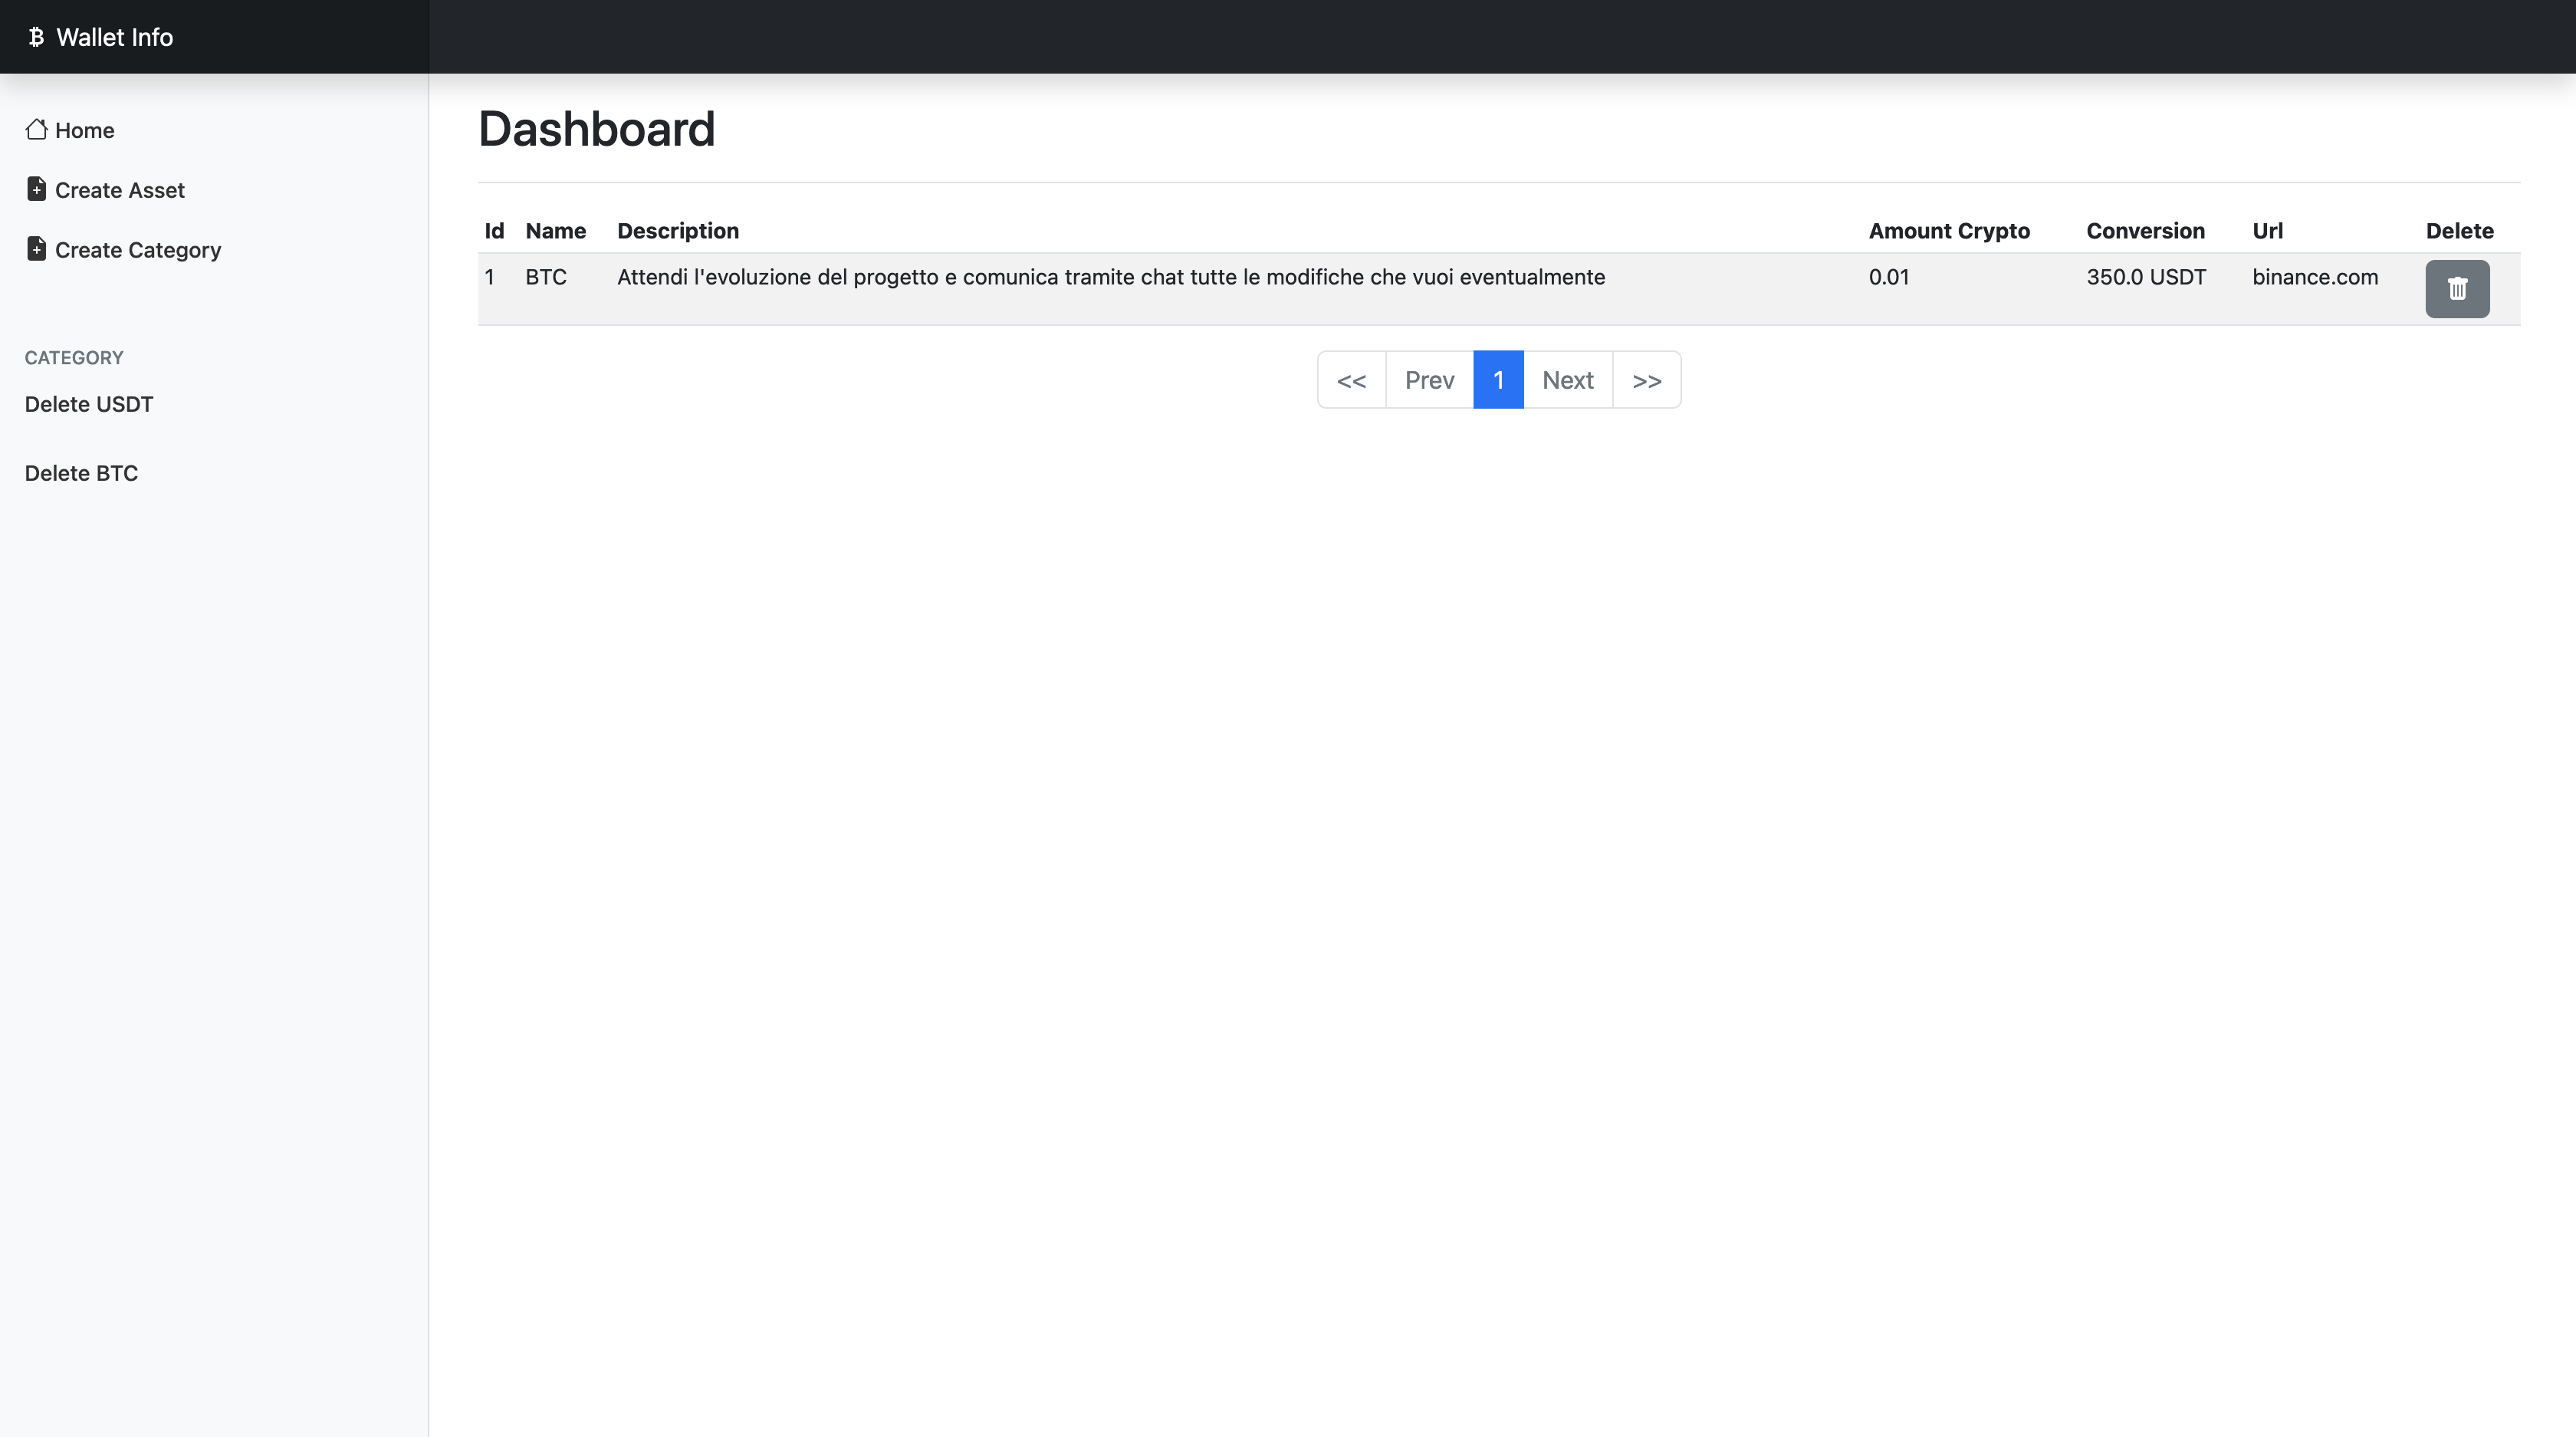 Wallet Info
Home
Create Asset
Create Category
CATEGORY
Delete USDT
Delete BTC
Dashboard
Id Name Description Amount Crypto Conversion Url Delete
1 BTC Attendi l'evoluzione del progetto e comunica tramite chat tutte le modifiche che vuoi eventualmente 0.01 350.0 USDT binance.com
<< Prev 1 Next >>